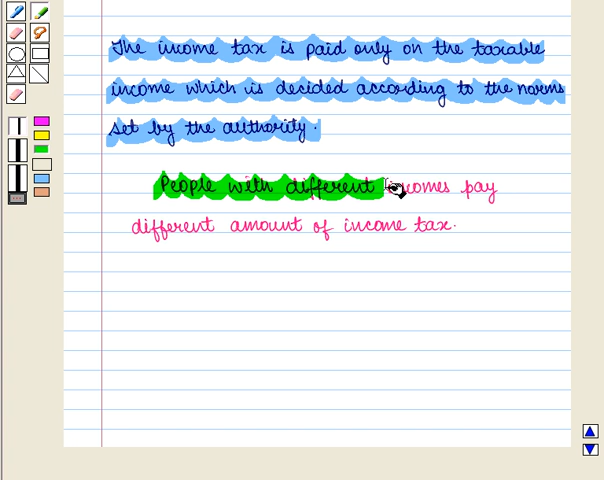 The income tax is paid only on the taxable
income which is decided according to the norms
set by the authority.
People with different incomes pay
different amount of income tax.